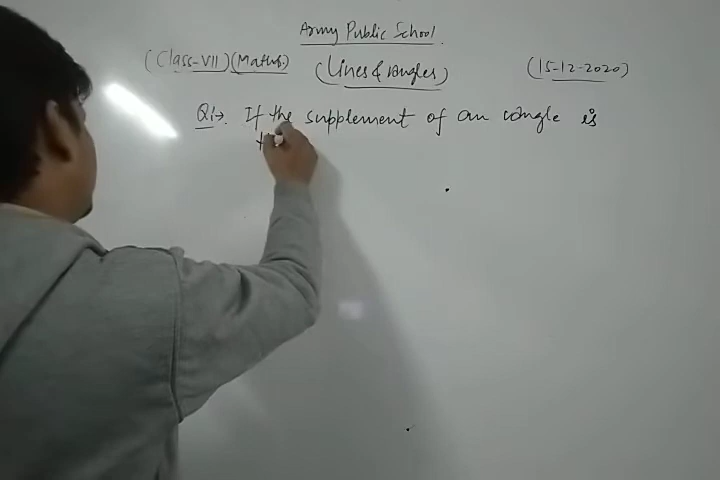 Army Public School.
(Class-VII) (Maths.)
(Lines & Angles)
(15-12-2020)
Q1→. If the supplement of an angle is